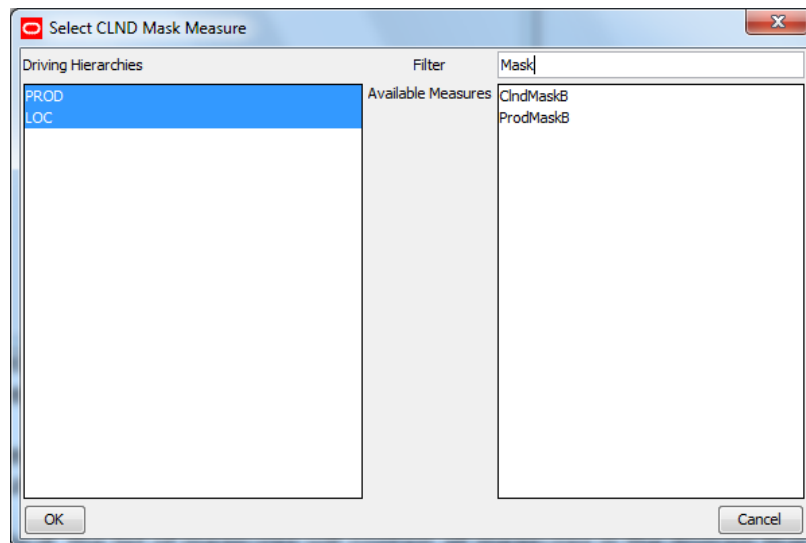 Select CLND Mask Measure
Driving Hierarchies
Filter
Mask
PROD
LOC
Available Measures
ClndMaskB
ProdMaskB
OK
Cancel